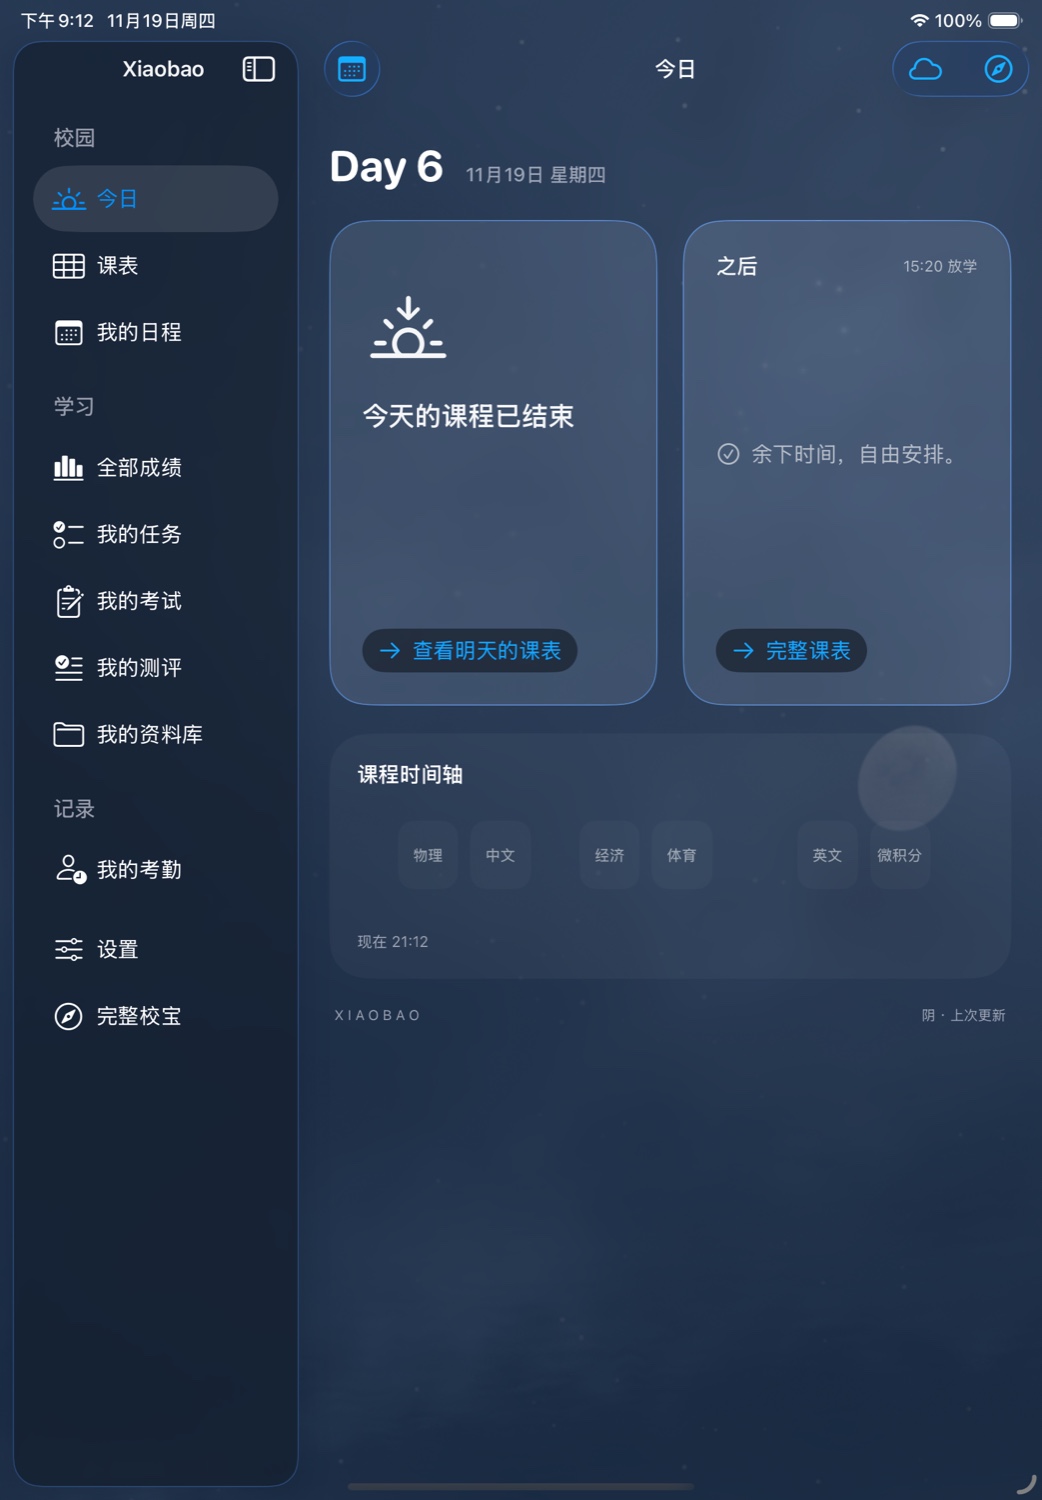 下午9:12 11月19日周四
100%
Xiaobao
今日
校园
今日
课表
我的日程
学习
全部成绩
我的任务
我的考试
我的测评
我的资料库
记录
我的考勤
设置
完整校宝
Day 6 11月19日 星期四
今天的课程已结束
查看明天的课表
之后 15:20 放学
余下时间，自由安排。
完整课表
课程时间轴
物理 中文 经济 体育 英文 微积分
现在 21:12
XIAOBAO
阴 · 上次更新